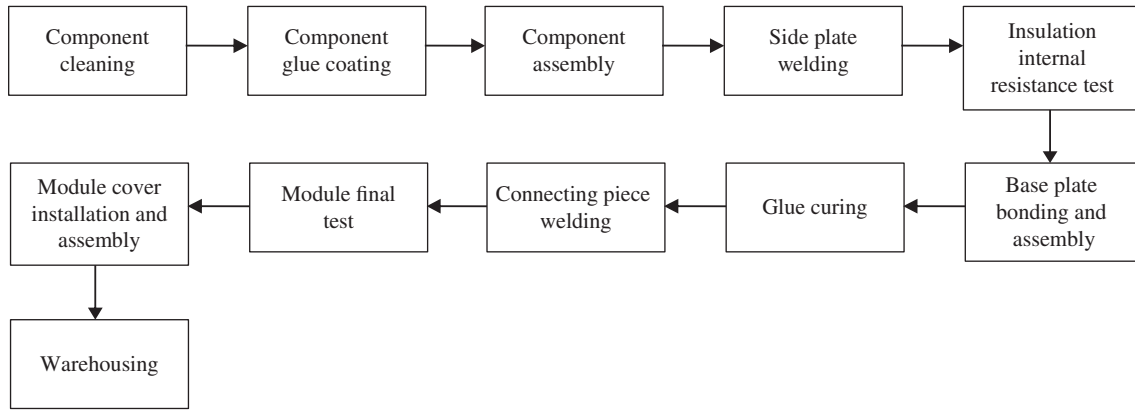 Component
cleaning
Component
glue coating
Component
assembly
Side plate
welding
Insulation
internal
resistance test
Base plate
bonding and
assembly
Glue curing
Connecting piece
welding
Module final
test
Module cover
installation and
assembly
Warehousing